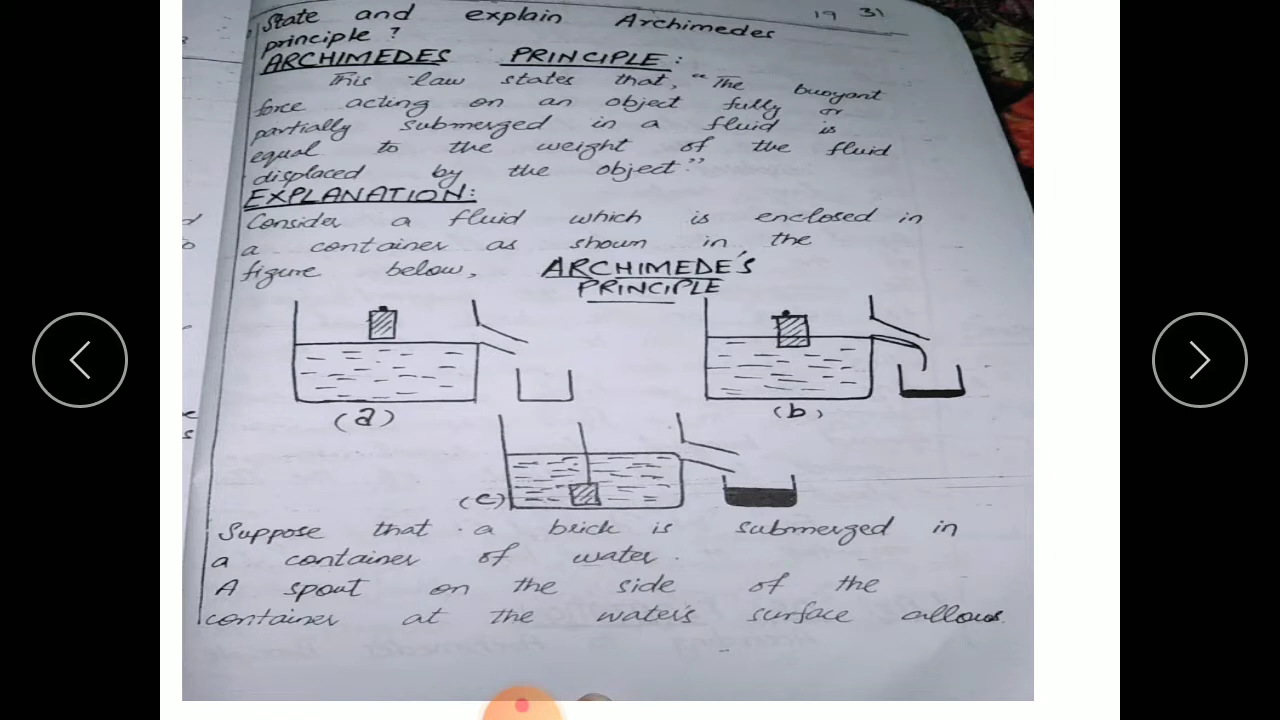 State and explain Archimedes 19 31
principle ?
ARCHIMEDES PRINCIPLE :
This law states that, "The buoyant
force acting on an object fully or
partially submerged in a fluid is
equal to the weight of the fluid
displaced by the object."
EXPLANATION:
Consider a fluid which is enclosed in
a container as shown in the
figure below,
ARCHIMEDE'S
PRINCIPLE
(a)
(b)
(c)
Suppose that a brick is submerged in
a container of water.
A spout on the side of the
container at the water's surface allows